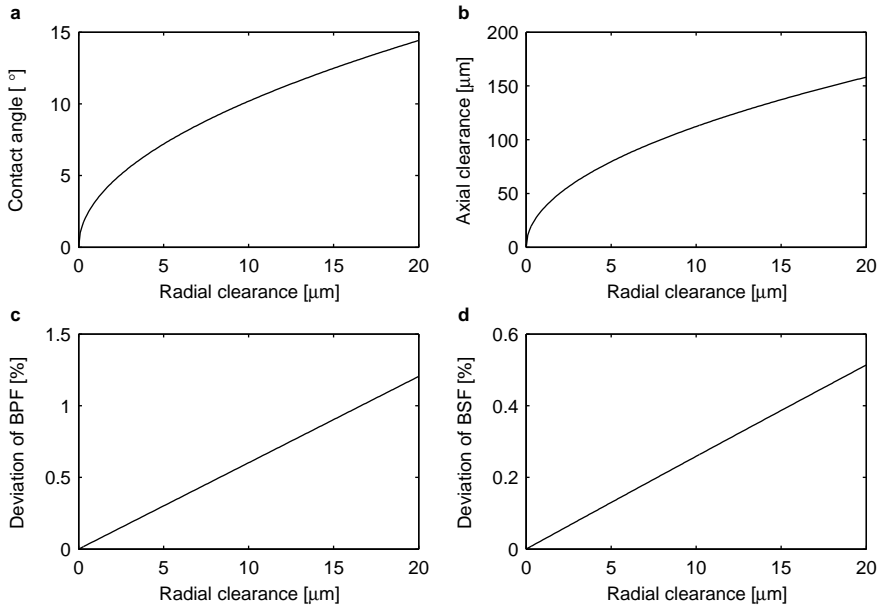 a
15
10
5
0
Contact angle [ °]
0 5 10 15 20
Radial clearance [μm]
b
200
150
100
50
0
Axial clearance [μm]
0 5 10 15 20
Radial clearance [μm]
c
1.5
1
0.5
0
Deviation of BPF [%]
0 5 10 15 20
Radial clearance [μm]
d
0.6
0.4
0.2
0
Deviation of BSF [%]
0 5 10 15 20
Radial clearance [μm]